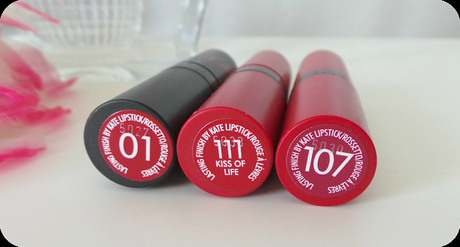 LASTING FINISH BY KATE LIPSTICK/ROSSETTO/ROUGE À LÈVRES
01
LASTING FINISH BY KATE LIPSTICK/ROUGE À LÈVRES
111
KISS OF
LIFE
LASTING FINISH BY KATE LIPSTICK/ROSSETTO/ROUGE À LÈVRES
5030
107